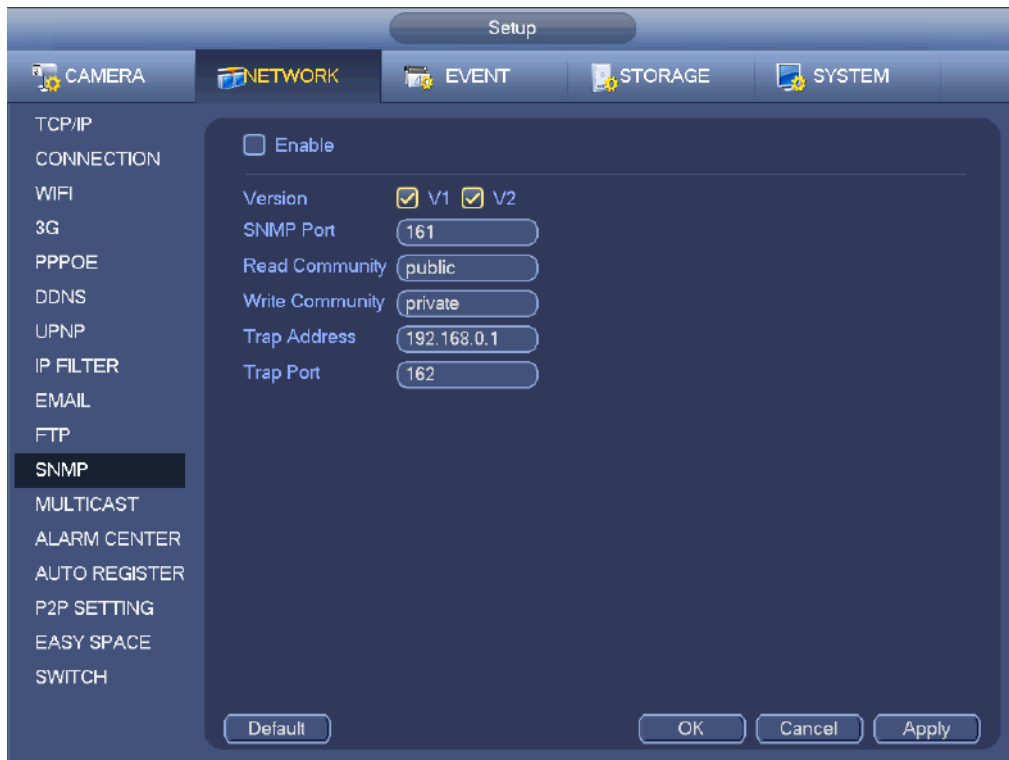 Setup
CAMERA NETWORK EVENT STORAGE SYSTEM
TCP/IP
CONNECTION
WIFI
3G
PPPOE
DDNS
UPNP
IP FILTER
EMAIL
FTP
SNMP
MULTICAST
ALARM CENTER
AUTO REGISTER
P2P SETTING
EASY SPACE
SWITCH
Enable
Version V1 V2
SNMP Port 161
Read Community public
Write Community private
Trap Address 192.168.0.1
Trap Port 162
Default OK Cancel Apply